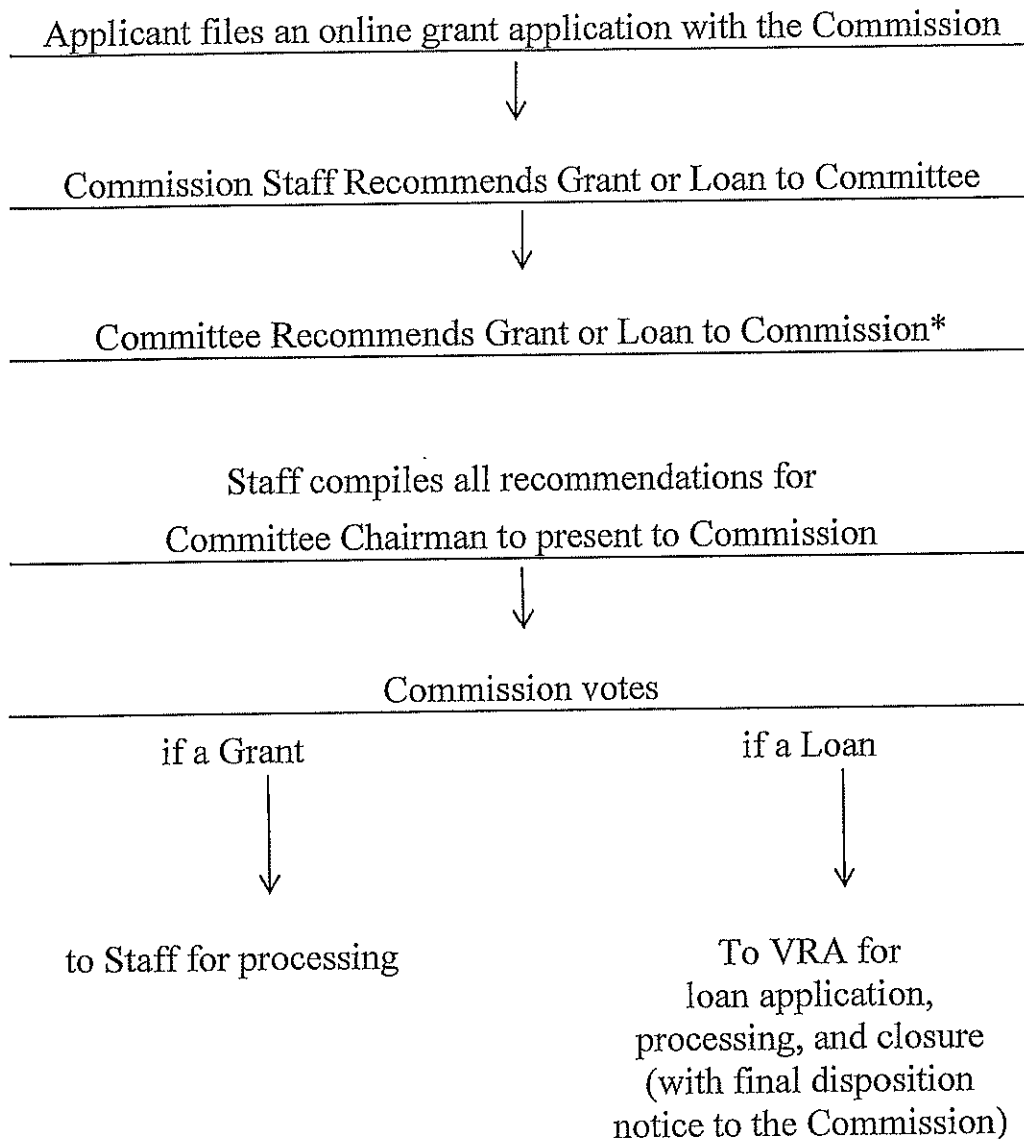 Applicant files an online grant application with the Commission
Commission Staff Recommends Grant or Loan to Committee
Committee Recommends Grant or Loan to Commission*
Staff compiles all recommendations for
Committee Chairman to present to Commission
Commission votes
if a Grant
if a Loan
to Staff for processing
To VRA for
loan application,
processing, and closure
(with final disposition
notice to the Commission)